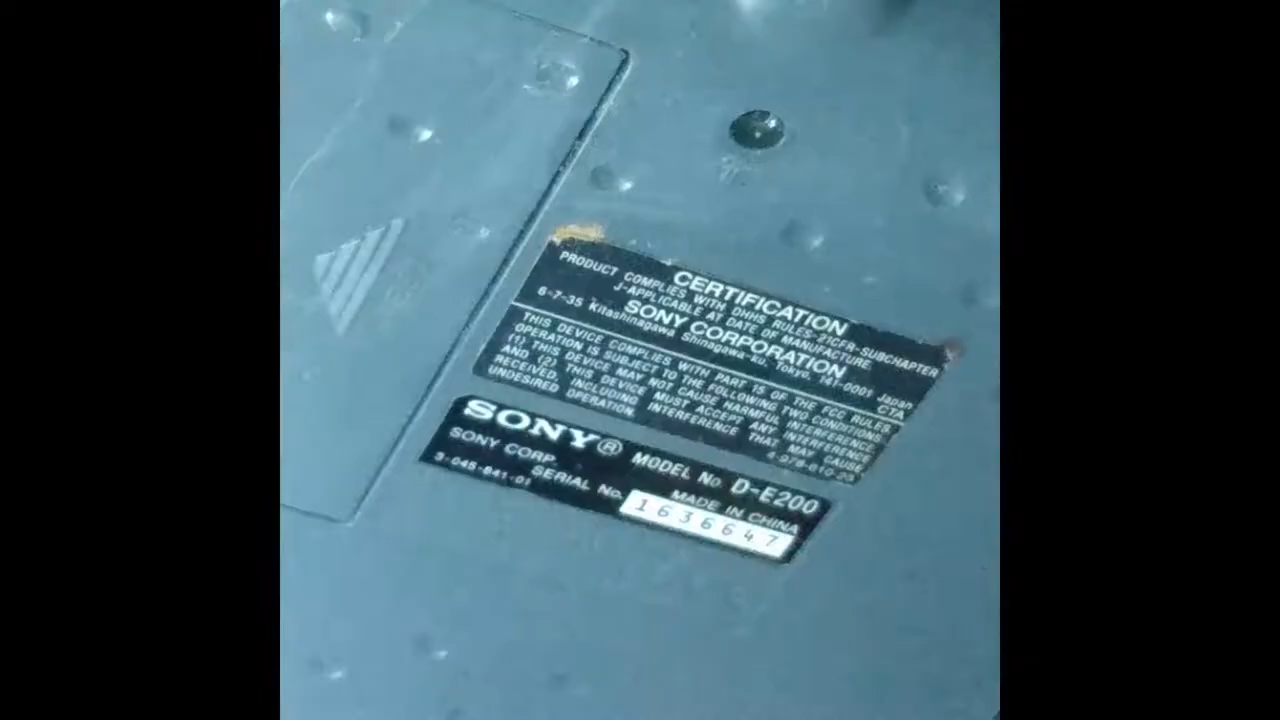 CERTIFICATION
PRODUCT COMPLIES WITH DHHS RULES-21CFR-SUBCHAPTER
J-APPLICABLE AT DATE OF MANUFACTURE
SONY CORPORATION
6-7-35 Kitashinagawa Shinagawa-ku, Tokyo, 141-0001 Japan
CTA
THIS DEVICE COMPLIES WITH PART 15 OF THE FCC RULES
OPERATION IS SUBJECT TO THE FOLLOWING TWO CONDITIONS
(1) THIS DEVICE MAY NOT CAUSE HARMFUL INTERFERENCE,
AND (2) THIS DEVICE MUST ACCEPT ANY INTERFERENCE
RECEIVED, INCLUDING INTERFERENCE THAT MAY CAUSE
UNDESIRED OPERATION.
SONY® MODEL No D-E200
SONY CORP. MADE IN CHINA
3-045-841-01 SERIAL No. 1636647